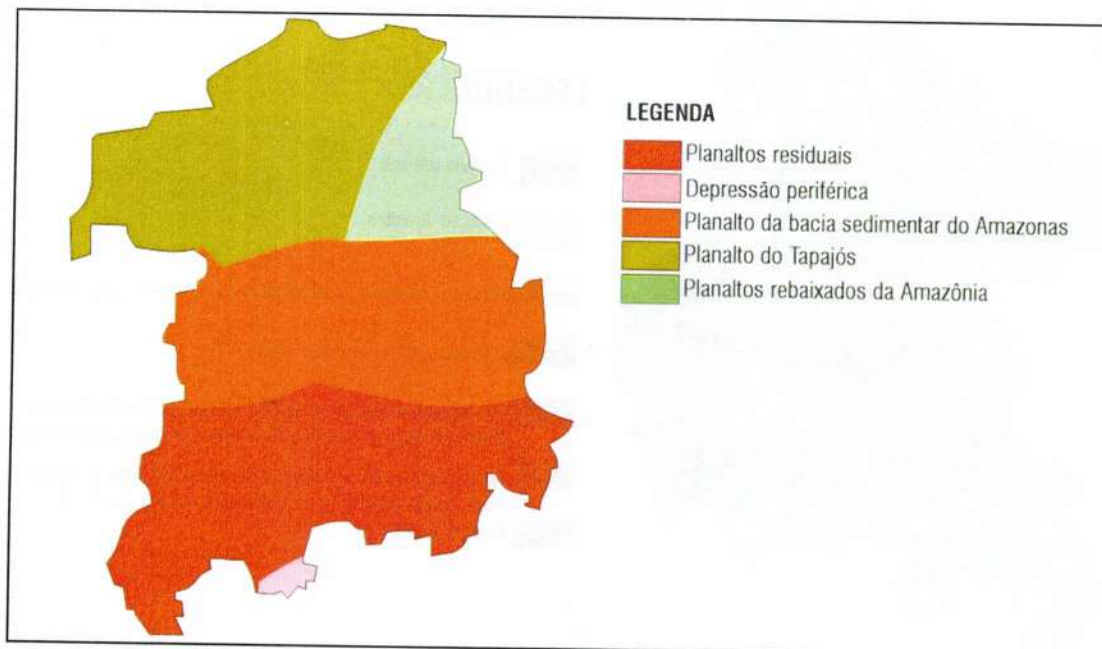 LEGENDA
Planaltos residuais
Depressão periférica
Planalto da bacia sedimentar do Amazonas
Planalto do Tapajós
Planaltos rebaixados da Amazônia